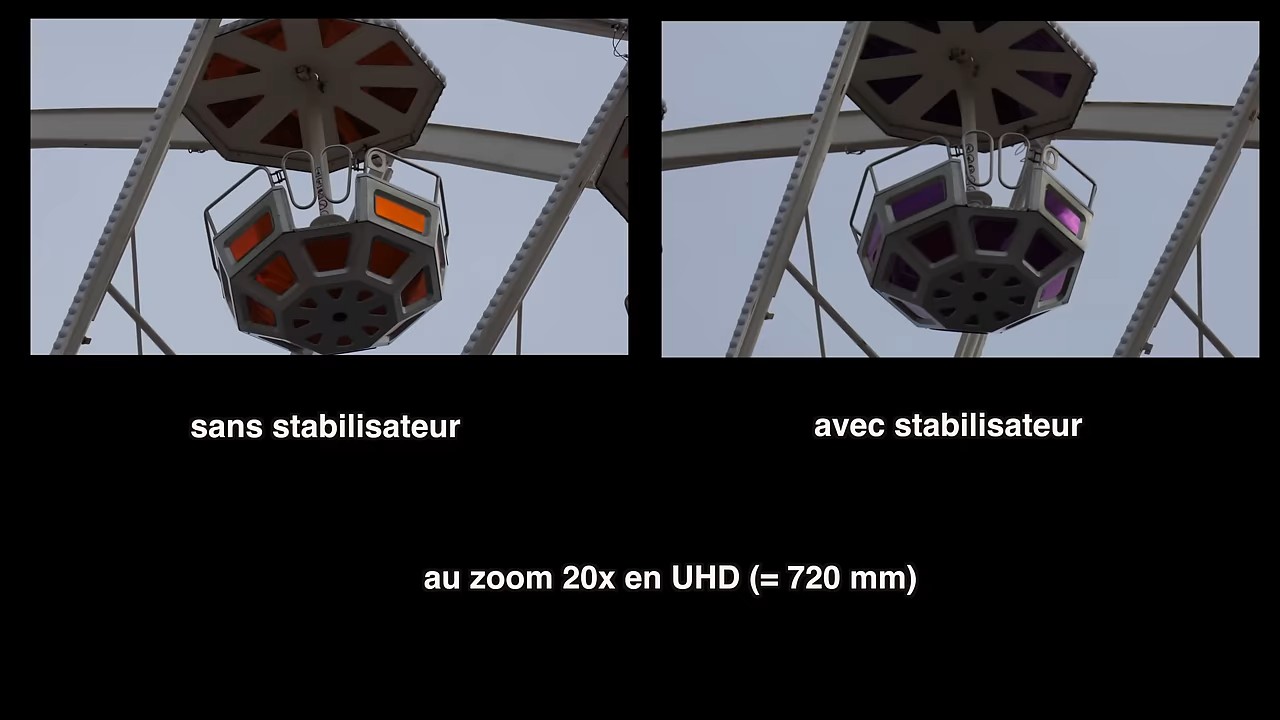 sans stabilisateur
avec stabilisateur
au zoom 20x en UHD (= 720 mm)